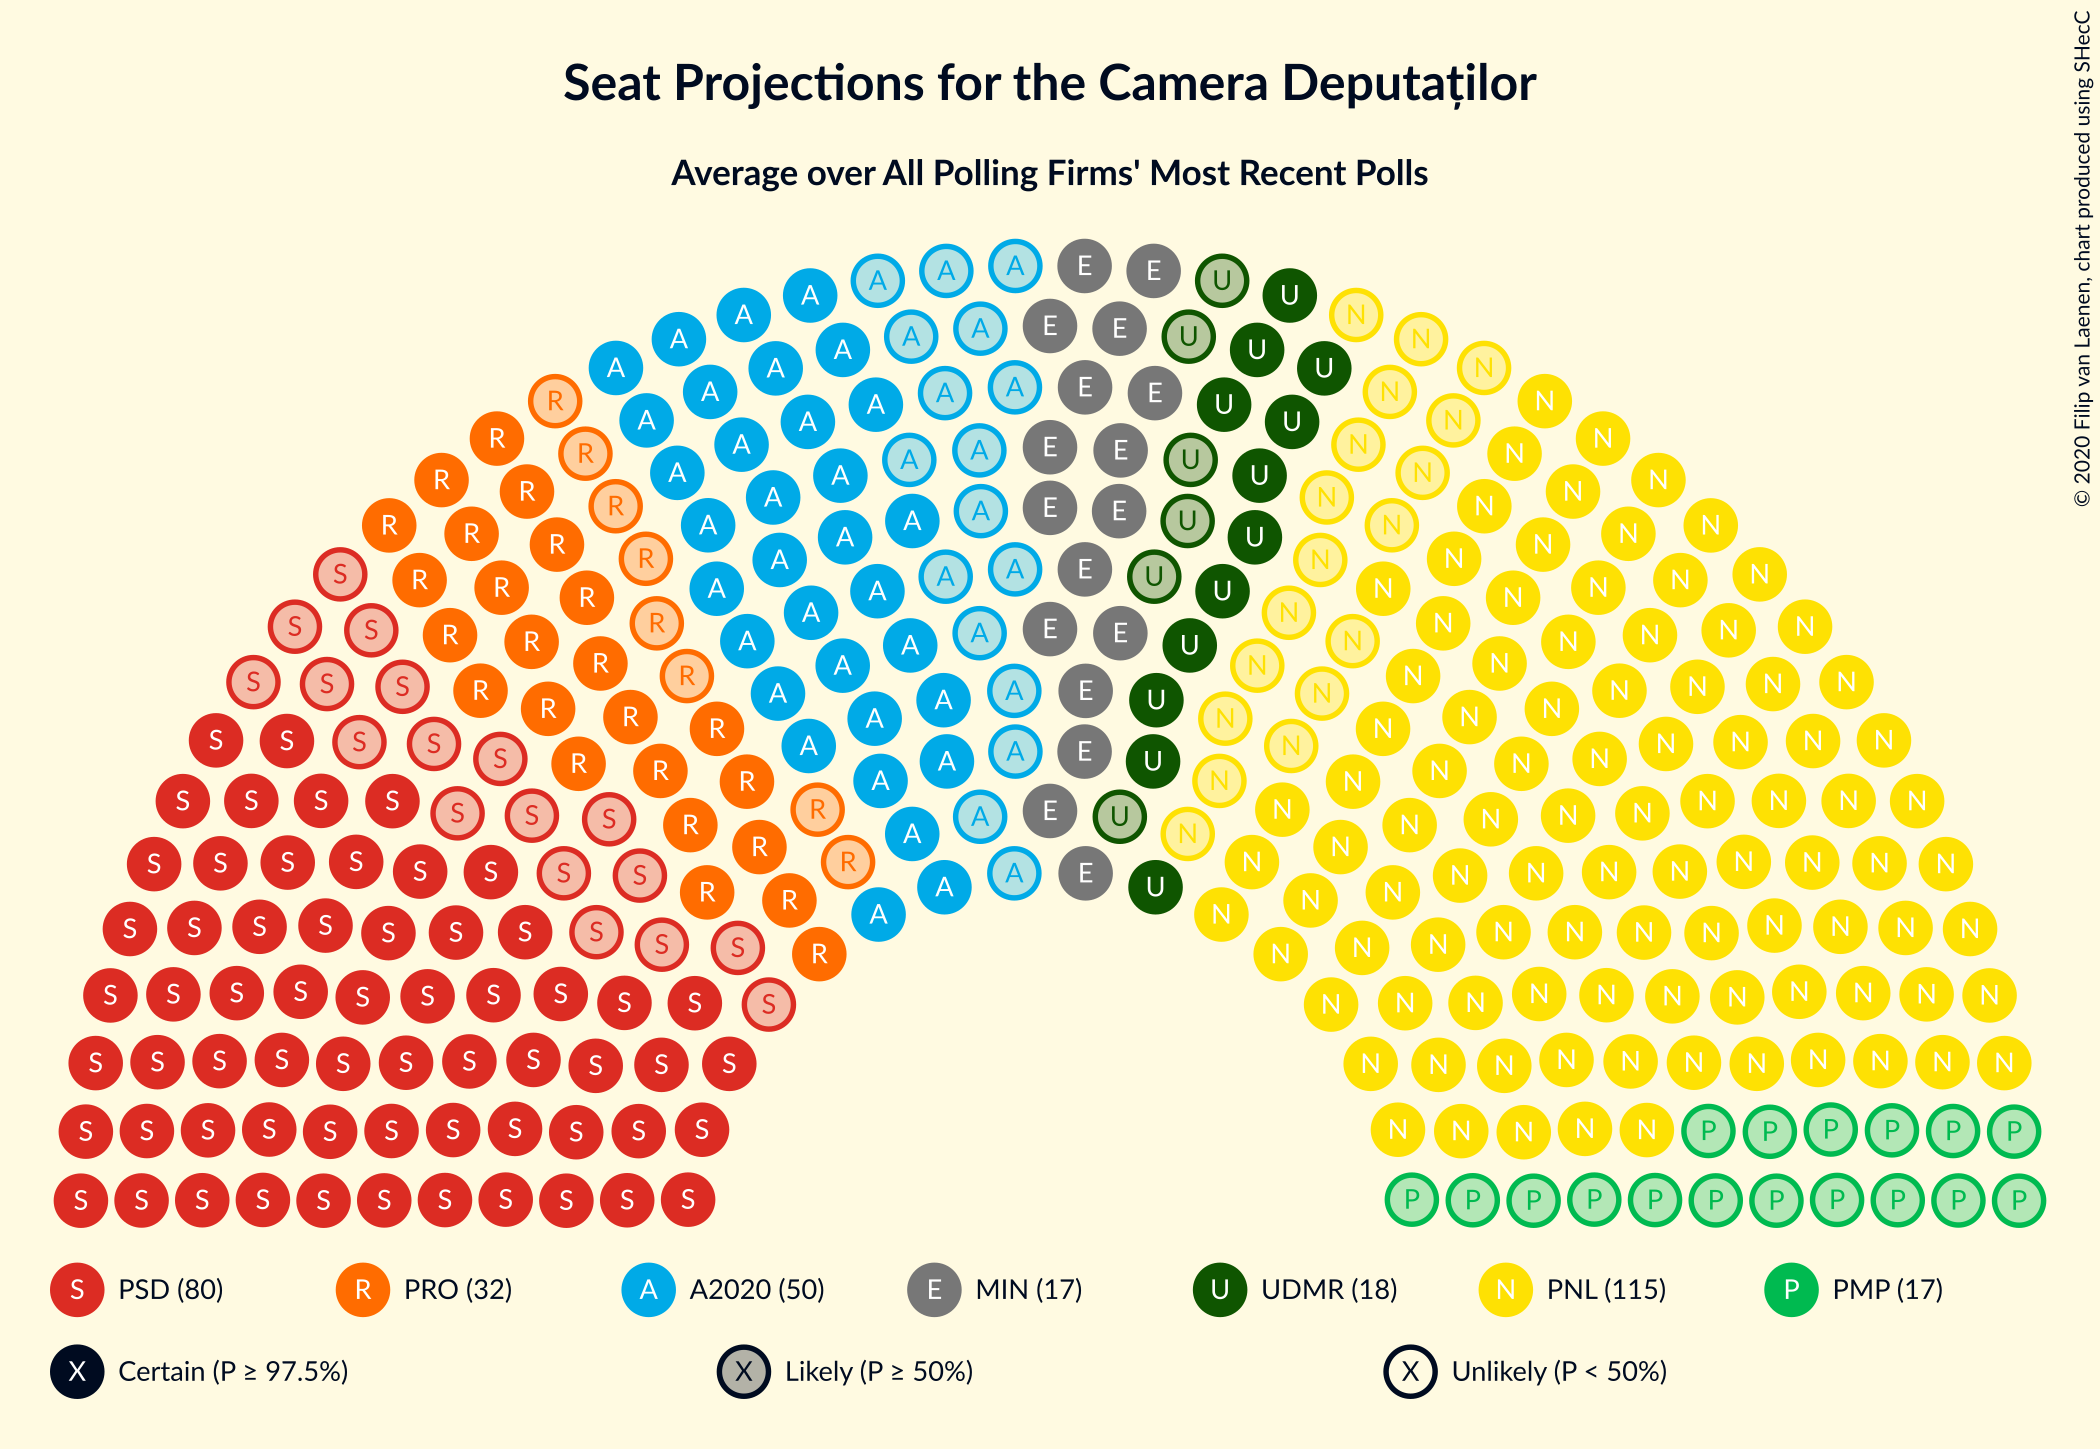 Seat Projections for the Camera Deputaților
Average over All Polling Firms' Most Recent Polls
© 2020 Filip van Laenen, chart produced using SHecC
S PSD (80) R PRO (32) A A2020 (50) E MIN (17) U UDMR (18) N PNL (115) P PMP (17)
X Certain (P ≥ 97.5%) X Likely (P ≥ 50%) X Unlikely (P < 50%)